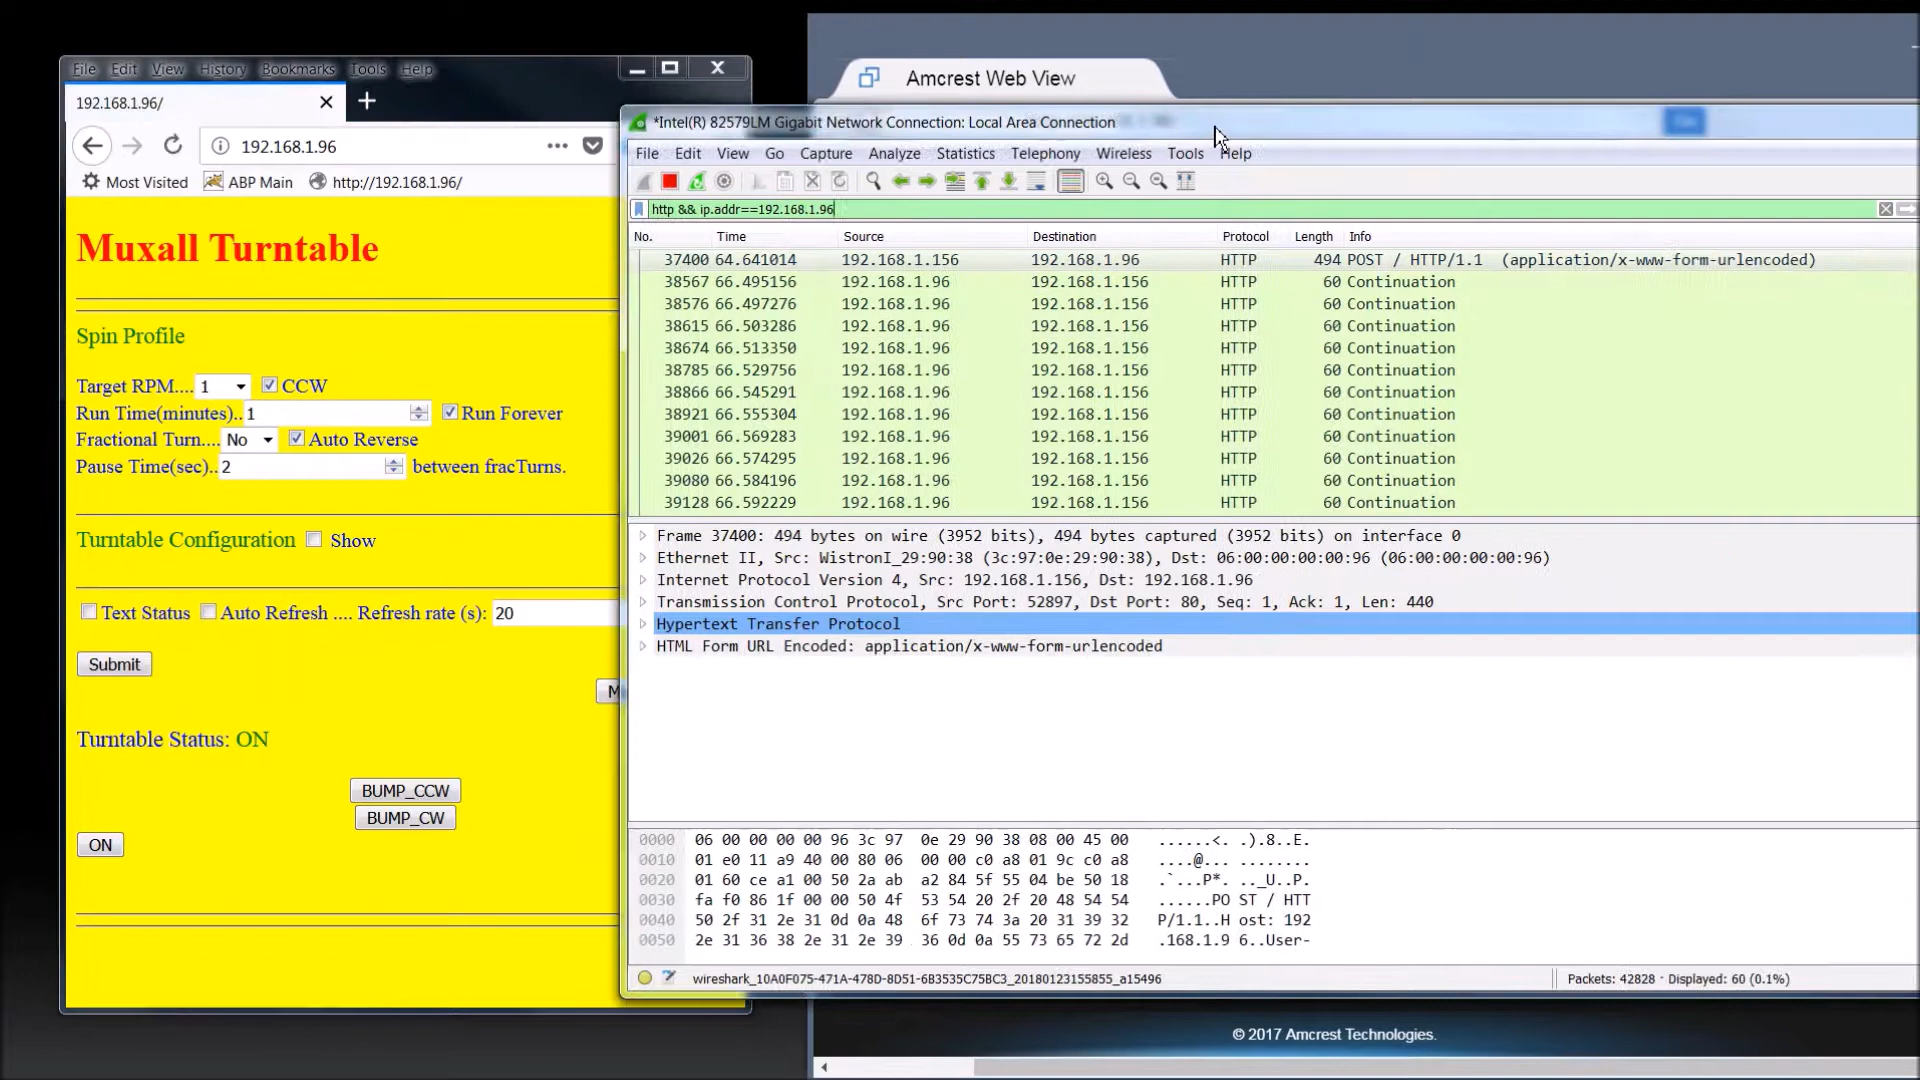 File Edit View History Bookmarks Tools Help
192.168.1.96/
192.168.1.96
Most Visited ABP Main http://192.168.1.96/
Muxall Turntable
Spin Profile
Target RPM.... 1 CCW
Run Time(minutes).. 1 Run Forever
Fractional Turn.... No Auto Reverse
Pause Time(sec).. 2 between fracTurns.
Turntable Configuration Show
Text Status Auto Refresh .... Refresh rate (s): 20
Submit
Turntable Status: ON
BUMP_CCW
BUMP_CW
ON
Amcrest Web View
*Intel(R) 82579LM Gigabit Network Connection: Local Area Connection
File Edit View Go Capture Analyze Statistics Telephony Wireless Tools Help
http && ip.addr==192.168.1.96
No. Time Source Destination Protocol Length Info
37400 64.641014 192.168.1.156 192.168.1.96 HTTP 494 POST / HTTP/1.1 (application/x-www-form-urlencoded)
38567 66.495156 192.168.1.96 192.168.1.156 HTTP 60 Continuation
38576 66.497276 192.168.1.96 192.168.1.156 HTTP 60 Continuation
38615 66.503286 192.168.1.96 192.168.1.156 HTTP 60 Continuation
38674 66.513350 192.168.1.96 192.168.1.156 HTTP 60 Continuation
38785 66.529756 192.168.1.96 192.168.1.156 HTTP 60 Continuation
38866 66.545291 192.168.1.96 192.168.1.156 HTTP 60 Continuation
38921 66.555304 192.168.1.96 192.168.1.156 HTTP 60 Continuation
39001 66.569283 192.168.1.96 192.168.1.156 HTTP 60 Continuation
39026 66.574295 192.168.1.96 192.168.1.156 HTTP 60 Continuation
39080 66.584196 192.168.1.96 192.168.1.156 HTTP 60 Continuation
39128 66.592229 192.168.1.96 192.168.1.156 HTTP 60 Continuation
Frame 37400: 494 bytes on wire (3952 bits), 494 bytes captured (3952 bits) on interface 0
Ethernet II, Src: WistronI_29:90:38 (3c:97:0e:29:90:38), Dst: 06:00:00:00:00:96 (06:00:00:00:00:96)
Internet Protocol Version 4, Src: 192.168.1.156, Dst: 192.168.1.96
Transmission Control Protocol, Src Port: 52897, Dst Port: 80, Seq: 1, Ack: 1, Len: 440
Hypertext Transfer Protocol
HTML Form URL Encoded: application/x-www-form-urlencoded
0000 06 00 00 00 00 96 3c 97 0e 29 90 38 08 00 45 00 ......<. .).8..E.
0010 01 e0 11 a9 40 00 80 06 00 00 c0 a8 01 9c c0 a8 ....@... ........
0020 01 60 ce a1 00 50 2a ab a2 84 5f 55 04 be 50 18 .`...P*. .._U..P.
0030 fa f0 86 1f 00 00 50 4f 53 54 20 2f 20 48 54 54 ......PO ST / HTT
0040 50 2f 31 2e 31 0d 0a 48 6f 73 74 3a 20 31 39 32 P/1.1..H ost: 192
0050 2e 31 36 38 2e 31 2e 39 36 0d 0a 55 73 65 72 2d .168.1.9 6..User-
wireshark_10A0F075-471A-478D-8D51-6B3535C75BC3_20180123155855_a15496 Packets: 42828 · Displayed: 60 (0.1%)
© 2017 Amcrest Technologies.